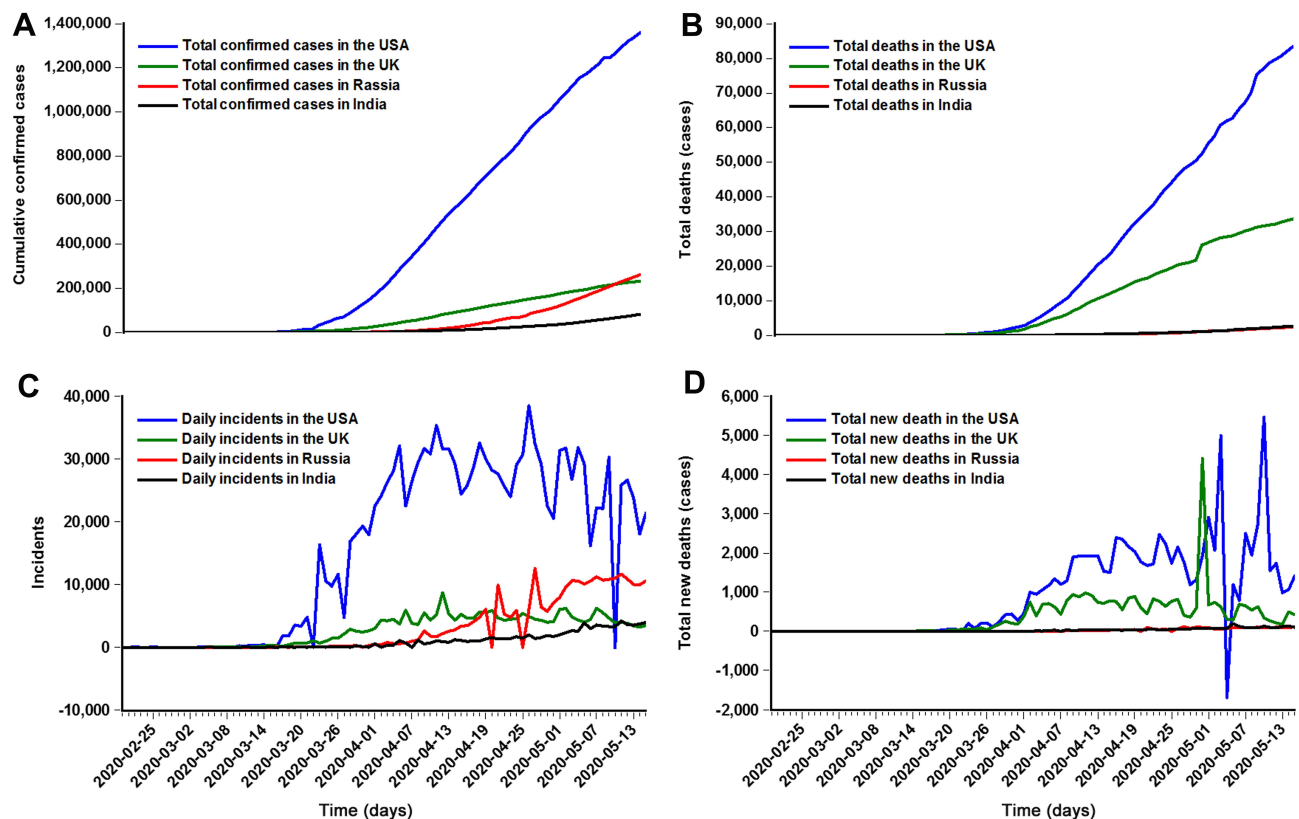 A
1,400,000
1,200,000
1,000,000
800,000
600,000
400,000
200,000
0
Cumulative confirmed cases
Total confirmed cases in the USA
Total confirmed cases in the UK
Total confirmed cases in Rassia
Total confirmed cases in India
B
90,000
80,000
70,000
60,000
50,000
40,000
30,000
20,000
10,000
0
Total deaths (cases)
Total deaths in the USA
Total deaths in the UK
Total deaths in Russia
Total deaths in India
C
40,000
30,000
20,000
10,000
0
-10,000
Incidents
Daily incidents in the USA
Daily incidents in the UK
Daily incidents in Russia
Daily incidents in India
2020-02-25
2020-03-02
2020-03-08
2020-03-14
2020-03-20
2020-03-26
2020-04-01
2020-04-07
2020-04-13
2020-04-19
2020-04-25
2020-05-01
2020-05-07
2020-05-13
Time (days)
D
6,000
5,000
4,000
3,000
2,000
1,000
0
-1,000
-2,000
Total new deaths (cases)
Total new death in the USA
Total new deaths in the UK
Total new deaths in Russia
Total new deaths in India
2020-02-25
2020-03-02
2020-03-08
2020-03-14
2020-03-20
2020-03-26
2020-04-01
2020-04-07
2020-04-13
2020-04-19
2020-04-25
2020-05-01
2020-05-07
2020-05-13
Time (days)